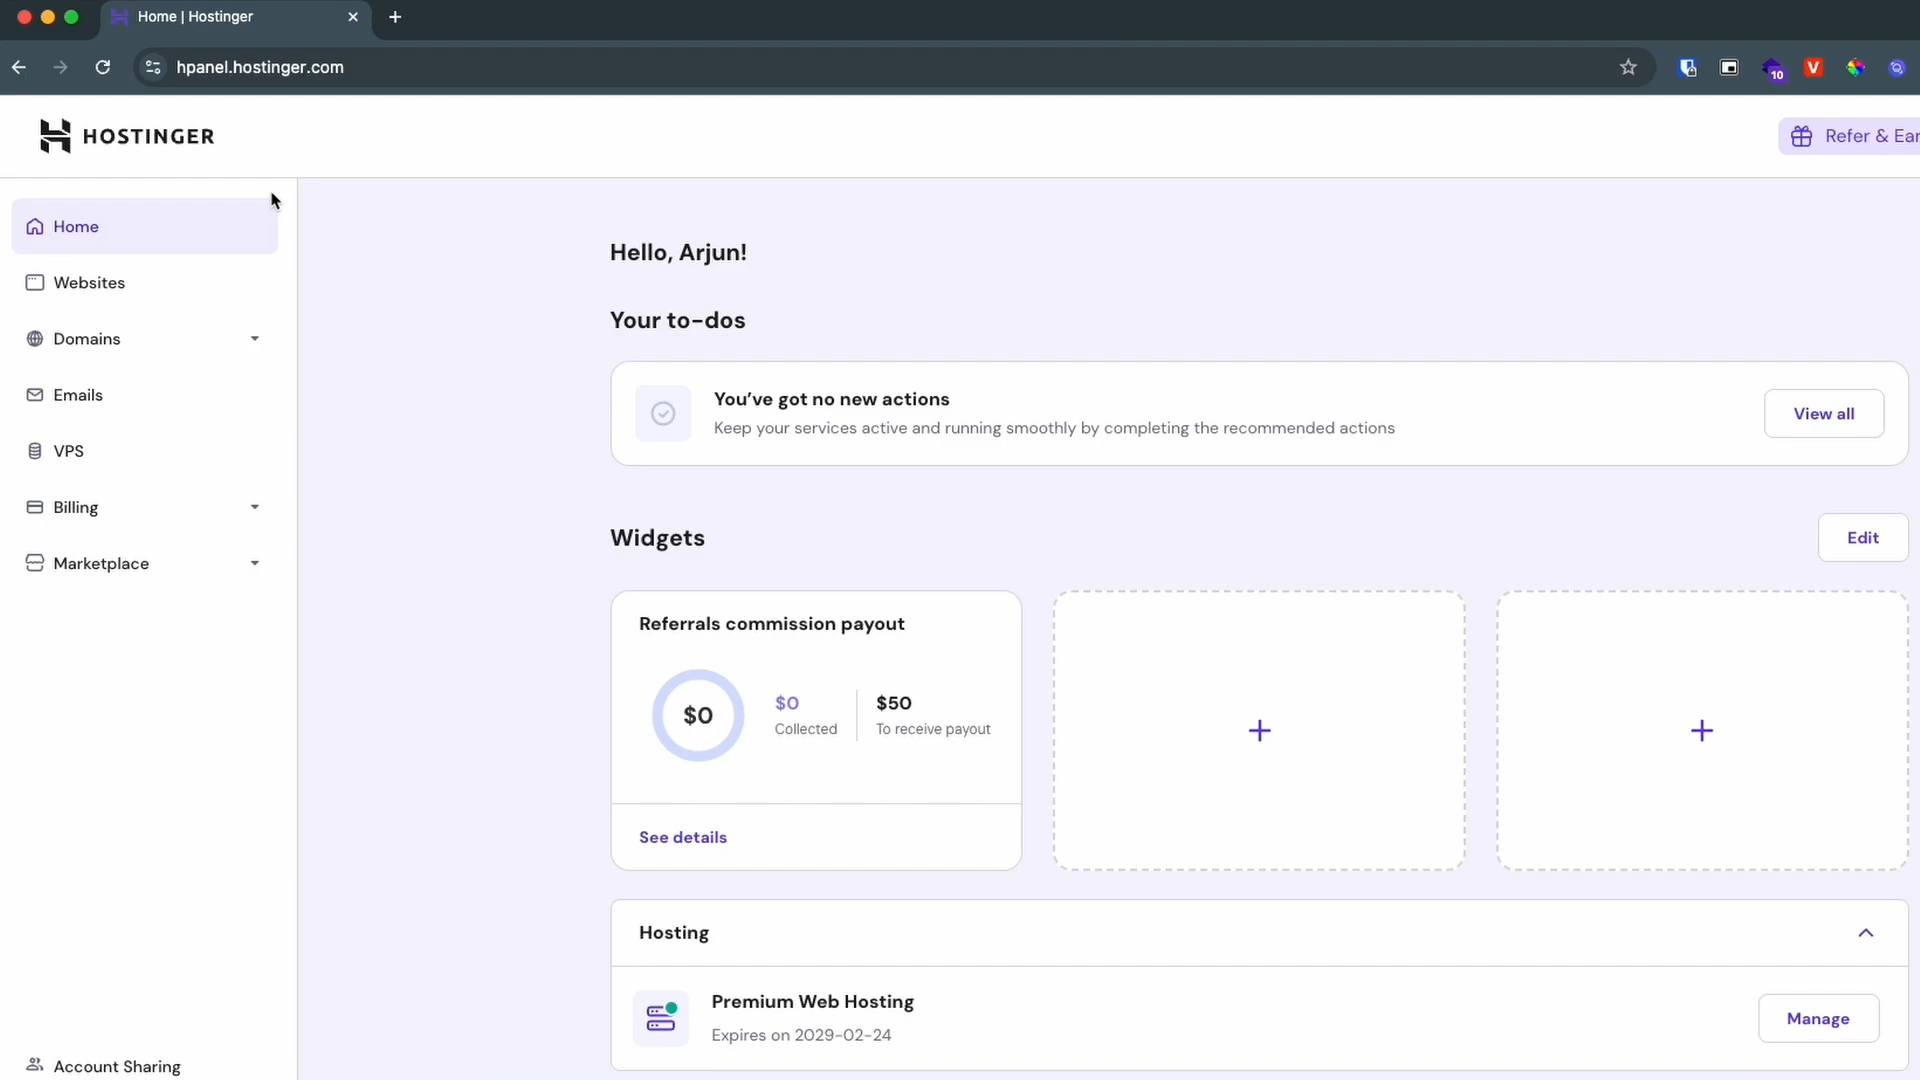 Home | Hostinger
hpanel.hostinger.com
10
V
HOSTINGER
Refer & Ear
Home
Websites
Domains
Emails
VPS
Billing
Marketplace
Account Sharing
Hello, Arjun!
Your to-dos
You've got no new actions
Keep your services active and running smoothly by completing the recommended actions
View all
Widgets
Edit
Referrals commission payout
$0
$0
Collected
$50
To receive payout
See details
Hosting
Premium Web Hosting
Expires on 2029-02-24
Manage